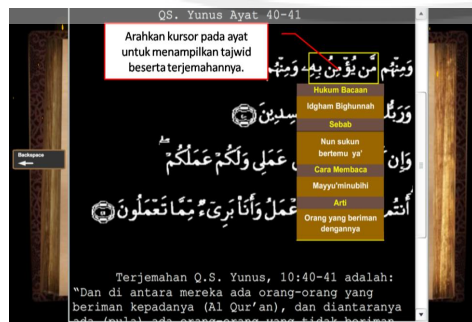 QS. Yunus Ayat 40-41
Arahkan kursor pada ayat
untuk menampilkan tajwid
beserta terjemahannya.
وَمِنْهُم مَّن يُؤْمِنُ بِهِۦ وَمِنْهُم
Hukum Bacaan
Idgham Bighunnah
Sebab
Nun sukun
bertemu ya'
Cara Membaca
Mayyu'minubihi
Arti
Orang yang beriman
dengannya
عَمَلِى وَلَكُمْ عَمَلُكُمْ
وَأَنَا۠ بَرِىٓءٌ مِّمَّا تَعْمَلُونَ ٤١
Backspace
Terjemahan Q.S. Yunus, 10:40-41 adalah:
"Dan di antara mereka ada orang-orang yang
beriman kepadanya (Al Qur'an), dan diantaranya